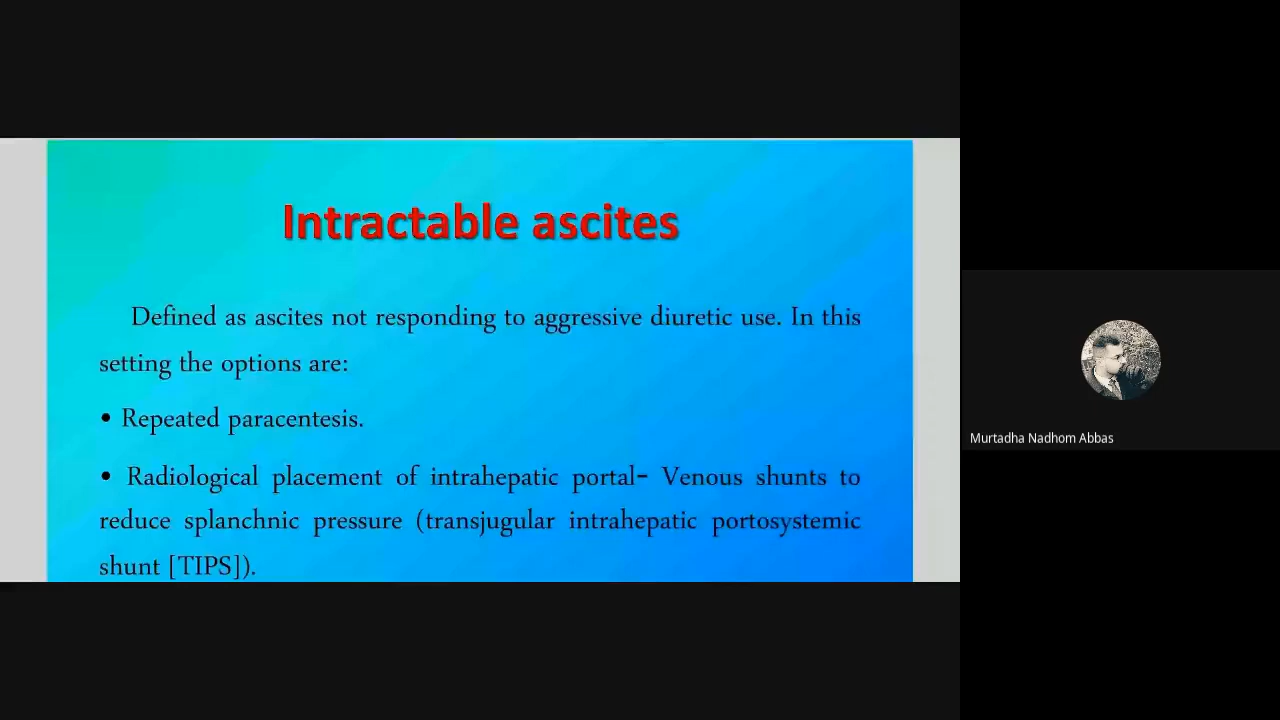 Intractable ascites
Defined as ascites not responding to aggressive diuretic use. In this
setting the options are:
• Repeated paracentesis.
• Radiological placement of intrahepatic portal- Venous shunts to
reduce splanchnic pressure (transjugular intrahepatic portosystemic
shunt [TIPS]).
Murtadha Nadhom Abbas